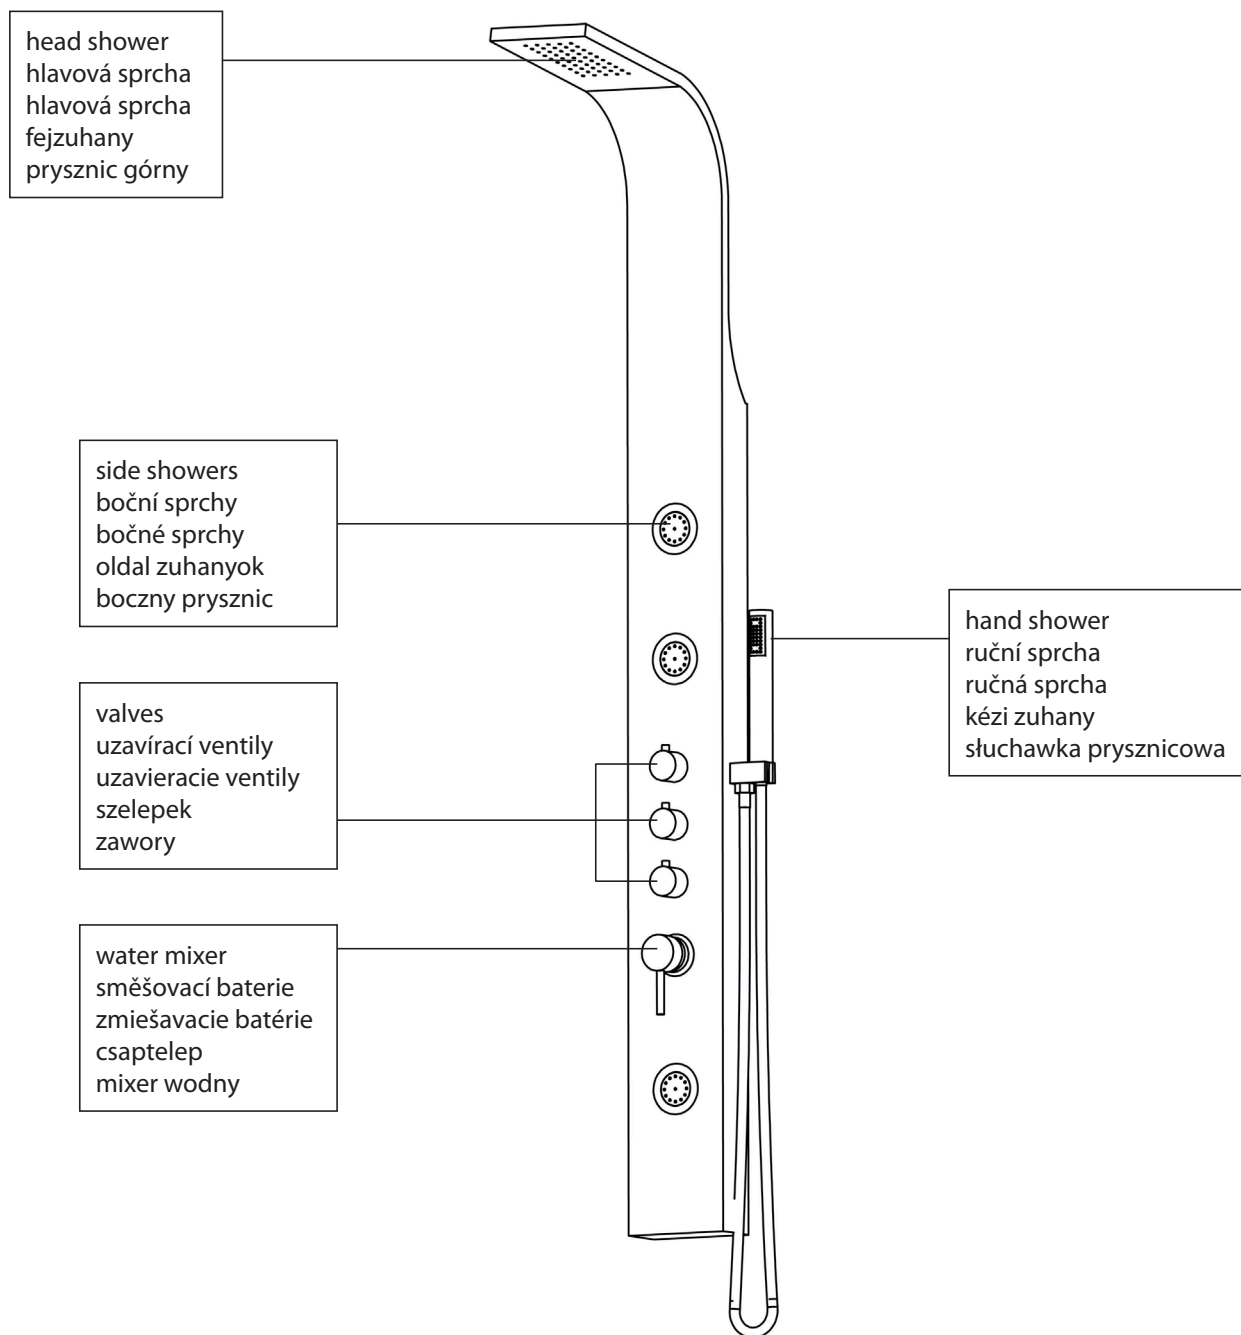 head shower
hlavová sprcha
hlavová sprcha
fejzuhany
prysznic górny
side showers
boční sprchy
bočné sprchy
oldal zuhanyok
boczny prysznic
hand shower
ruční sprcha
ručná sprcha
kézi zuhany
słuchawka prysznicowa
valves
uzavírací ventily
uzavieracie ventily
szelepek
zawory
water mixer
směšovací baterie
zmiešavacie batérie
csaptelep
mixer wodny